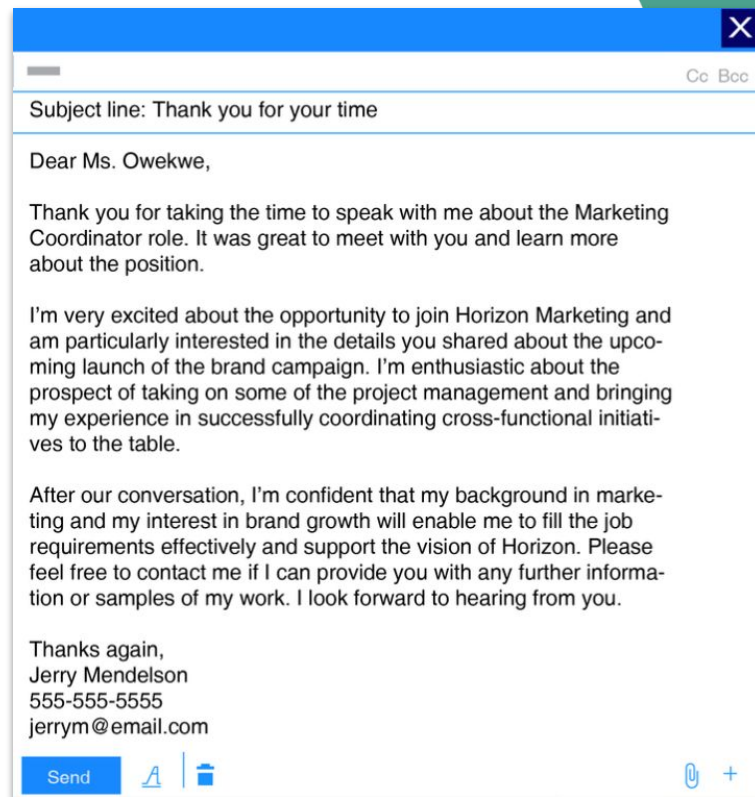 X
Cc Bcc
Subject line: Thank you for your time
Dear Ms. Owekwe,
Thank you for taking the time to speak with me about the Marketing
Coordinator role. It was great to meet with you and learn more
about the position.
I'm very excited about the opportunity to join Horizon Marketing and
am particularly interested in the details you shared about the upco-
ming launch of the brand campaign. I'm enthusiastic about the
prospect of taking on some of the project management and bringing
my experience in successfully coordinating cross-functional initiati-
ves to the table.
After our conversation, I'm confident that my background in marke-
ting and my interest in brand growth will enable me to fill the job
requirements effectively and support the vision of Horizon. Please
feel free to contact me if I can provide you with any further informa-
tion or samples of my work. I look forward to hearing from you.
Thanks again,
Jerry Mendelson
555-555-5555
jerrym@email.com
Send A +